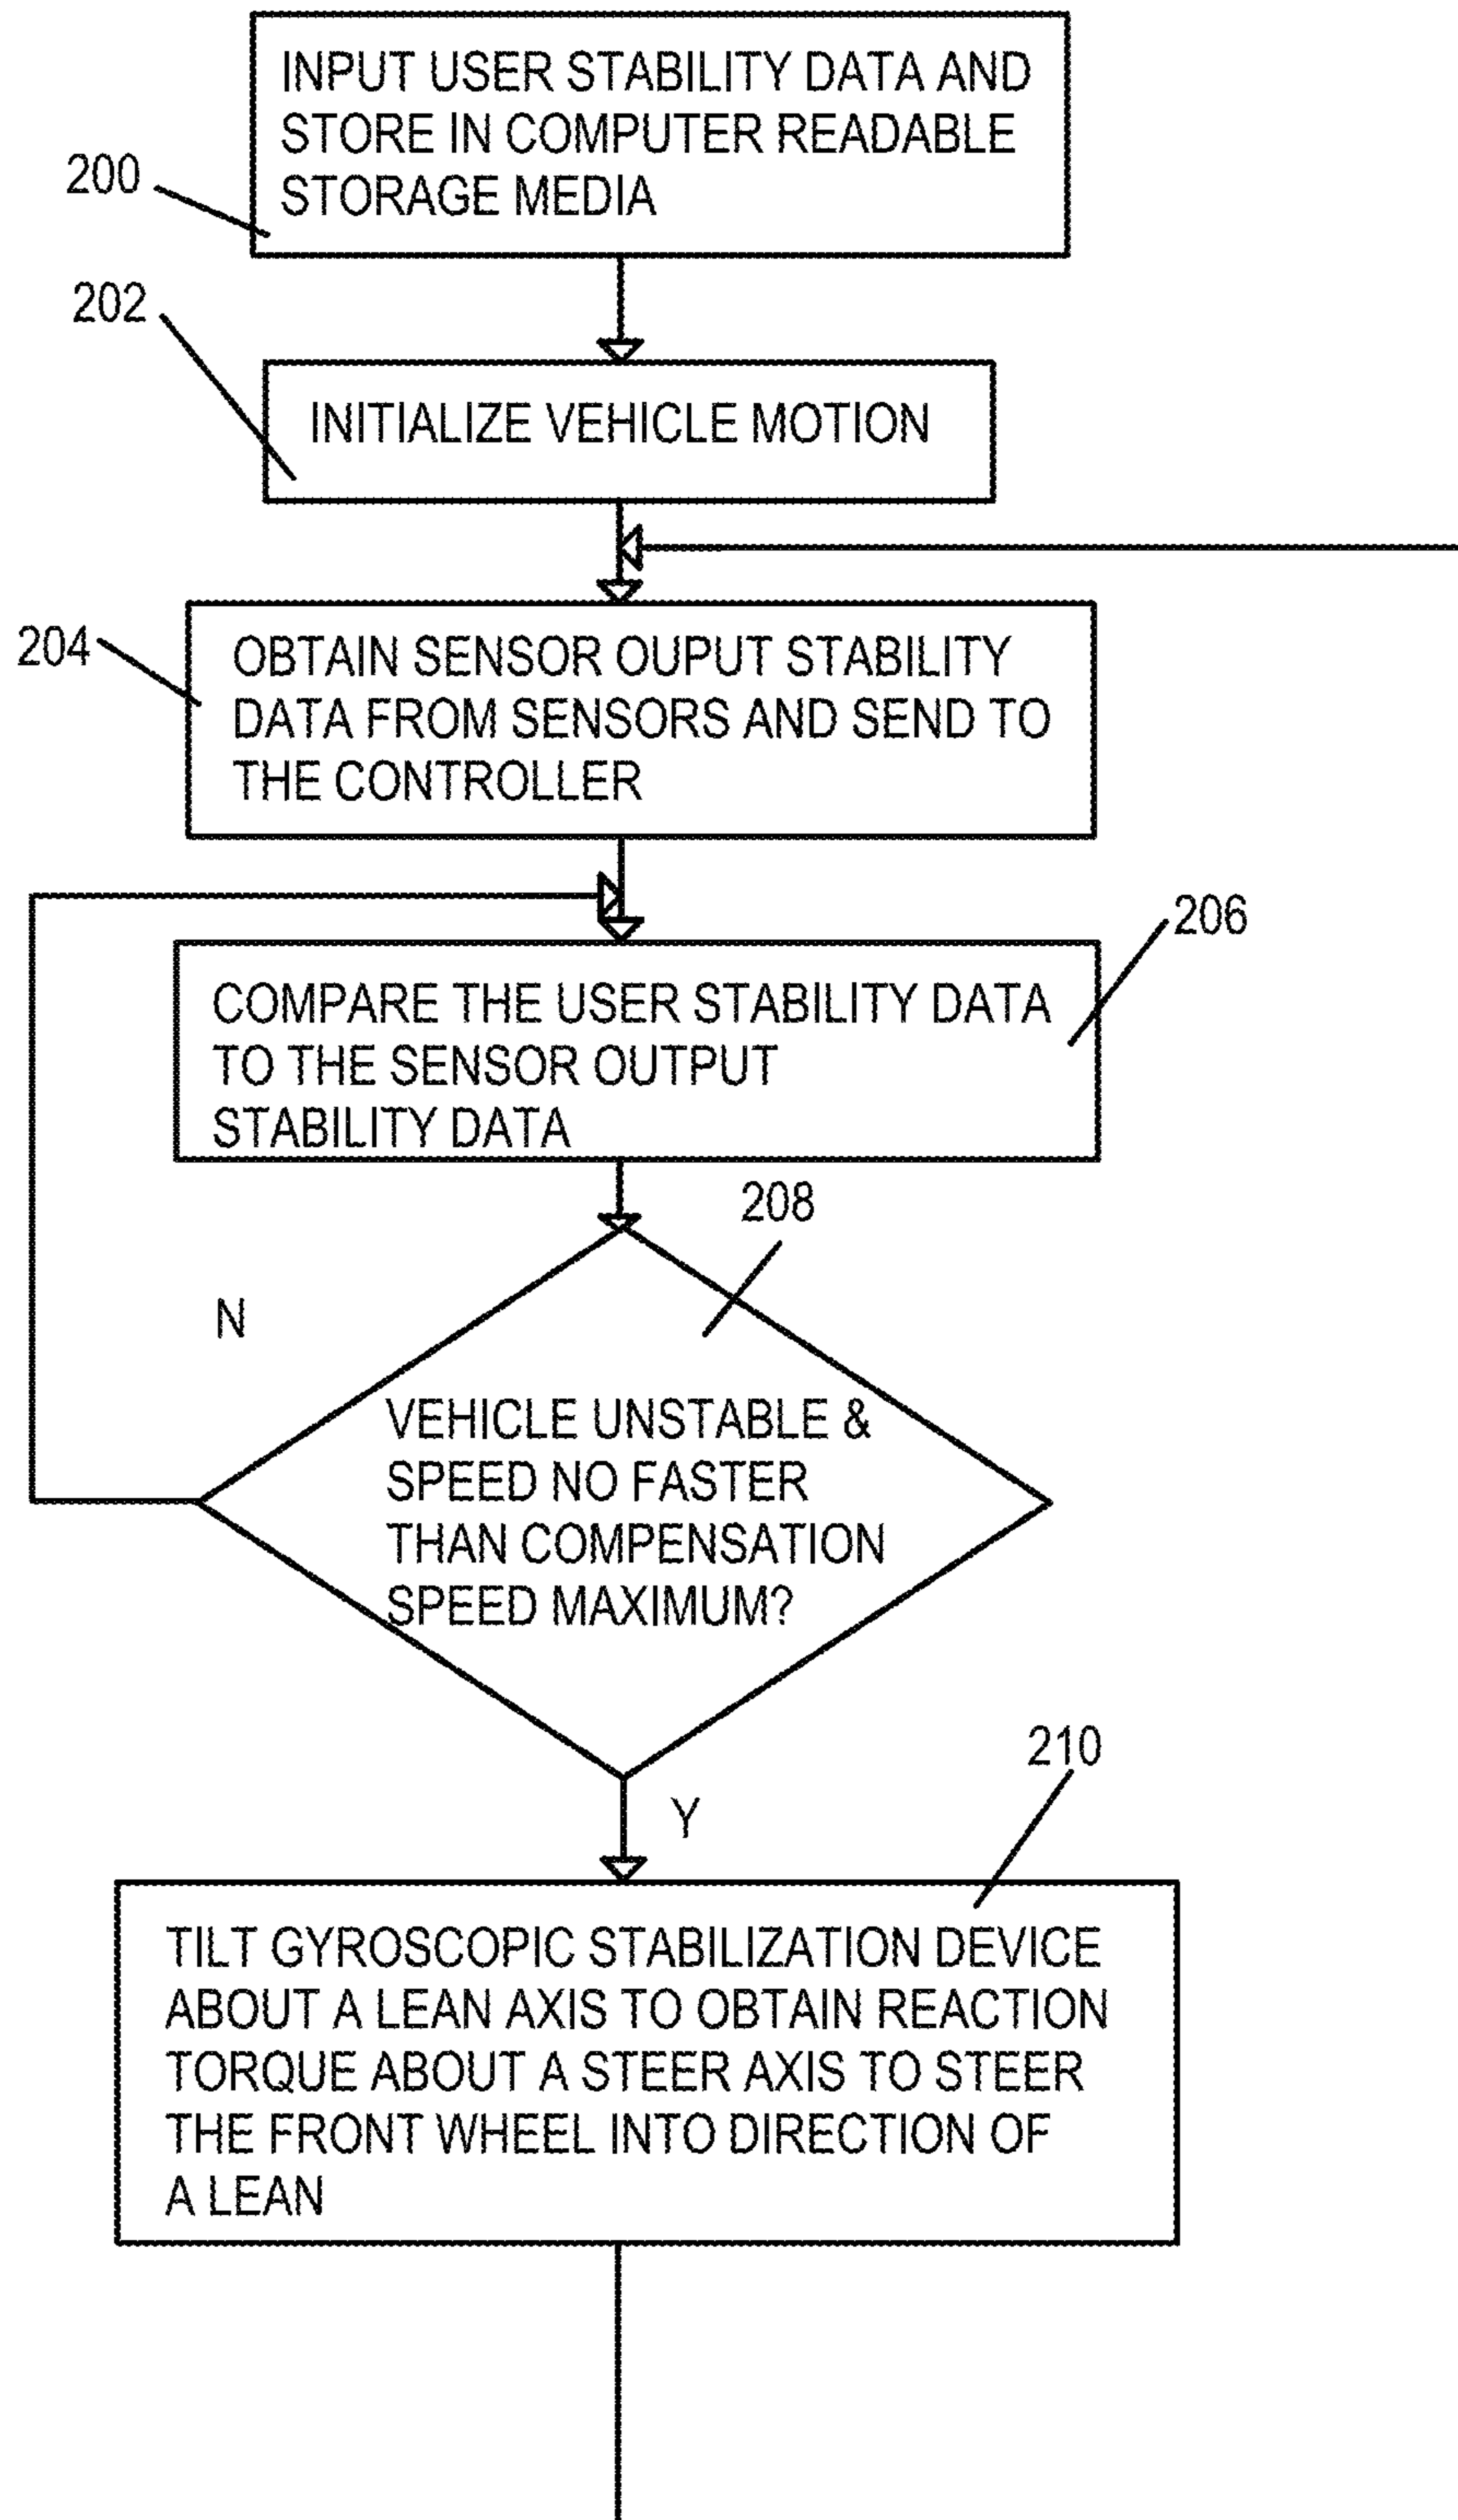 INPUT USER STABILITY DATA AND
STORE IN COMPUTER READABLE
STORAGE MEDIA
200
202
INITIALIZE VEHICLE MOTION
204
OBTAIN SENSOR OUPUT STABILITY
DATA FROM SENSORS AND SEND TO
THE CONTROLLER
206
COMPARE THE USER STABILITY DATA
TO THE SENSOR OUTPUT
STABILITY DATA
208
N
VEHICLE UNSTABLE &
SPEED NO FASTER
THAN COMPENSATION
SPEED MAXIMUM?
210
Y
TILT GYROSCOPIC STABILIZATION DEVICE
ABOUT A LEAN AXIS TO OBTAIN REACTION
TORQUE ABOUT A STEER AXIS TO STEER
THE FRONT WHEEL INTO DIRECTION OF
A LEAN